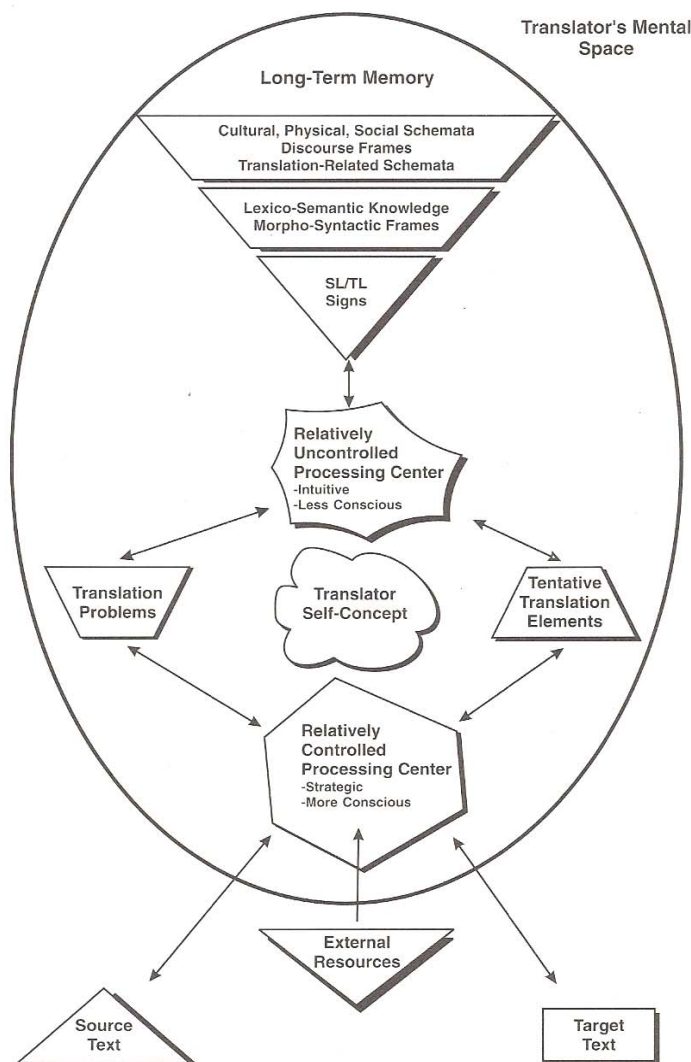 Translator's Mental
Space
Long-Term Memory
Cultural, Physical, Social Schemata
Discourse Frames
Translation-Related Schemata
Lexico-Semantic Knowledge
Morpho-Syntactic Frames
SL/TL
Signs
Relatively
Uncontrolled
Processing Center
-Intuitive
-Less Conscious
Translation
Problems
Translator
Self-Concept
Tentative
Translation
Elements
Relatively
Controlled
Processing Center
-Strategic
-More Conscious
External
Resources
Source
Text
Target
Text